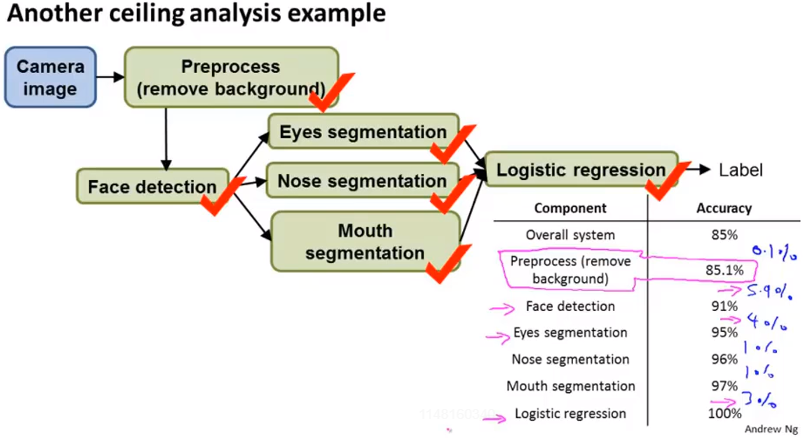 Another ceiling analysis example
Camera
image
Preprocess
(remove background)
Eyes segmentation
Face detection
Nose segmentation
Mouth
segmentation
Logistic regression
Label
Component Accuracy
Overall system 85%
0.1%
Preprocess (remove
background) 85.1%
5.9%
Face detection 91%
4%
Eyes segmentation 95%
1%
Nose segmentation 96%
1%
Mouth segmentation 97%
3%
Logistic regression 100%
Andrew Ng